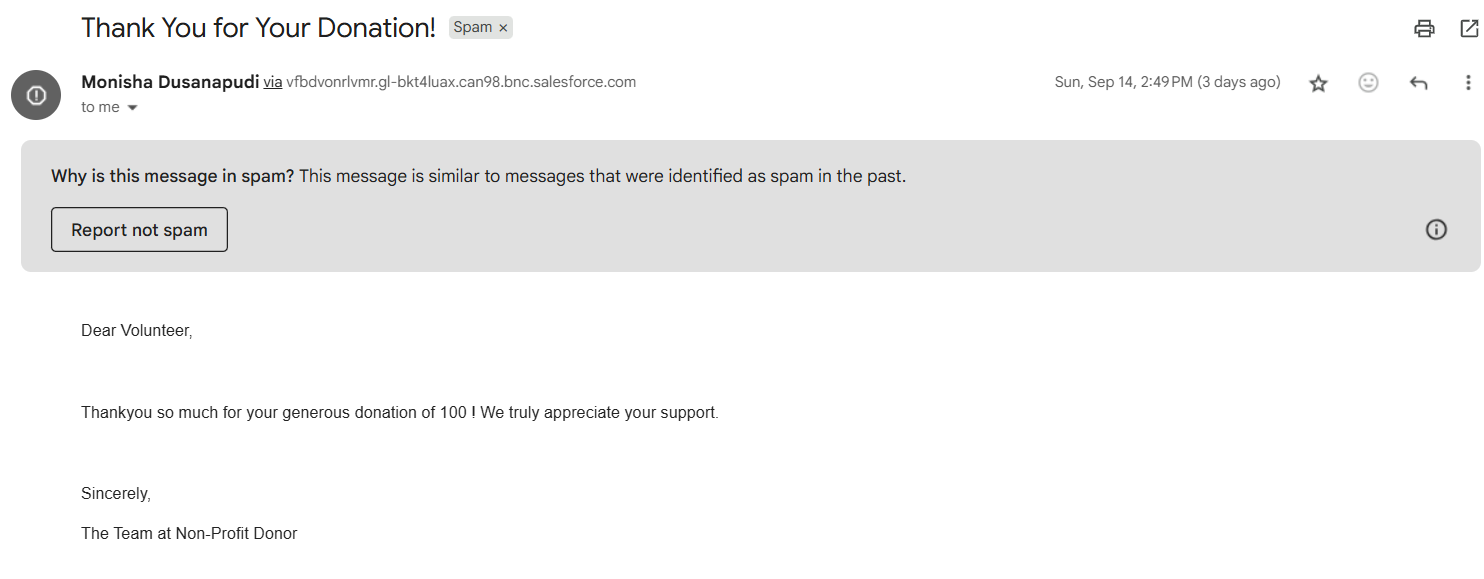 Thank You for Your Donation! Spam ×
Monisha Dusanapudi via vfbdvonrlvmr.gl-bkt4luax.can98.bnc.salesforce.com Sun, Sep 14, 2:49 PM (3 days ago)
to me
Why is this message in spam? This message is similar to messages that were identified as spam in the past.
Report not spam
Dear Volunteer,
Thankyou so much for your generous donation of 100 ! We truly appreciate your support.
Sincerely,
The Team at Non-Profit Donor